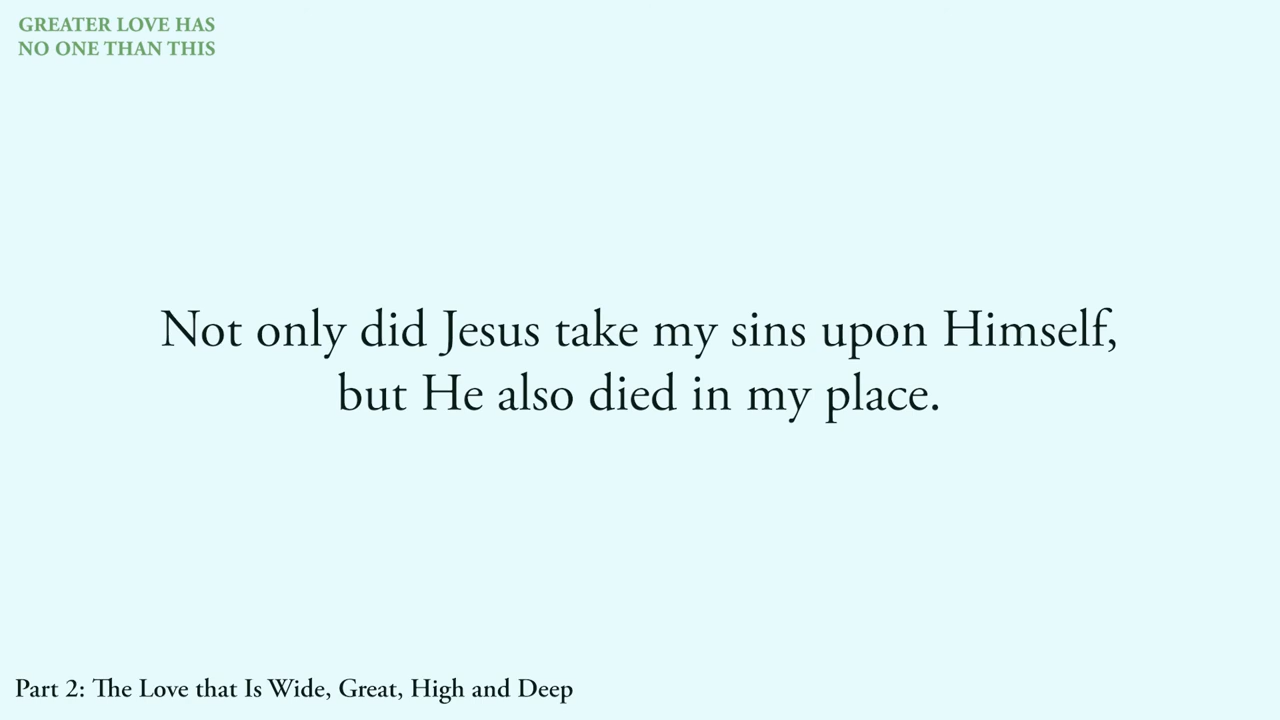 GREATER LOVE HAS
NO ONE THAN THIS
Not only did Jesus take my sins upon Himself,
but He also died in my place.
Part 2: The Love that Is Wide, Great, High and Deep